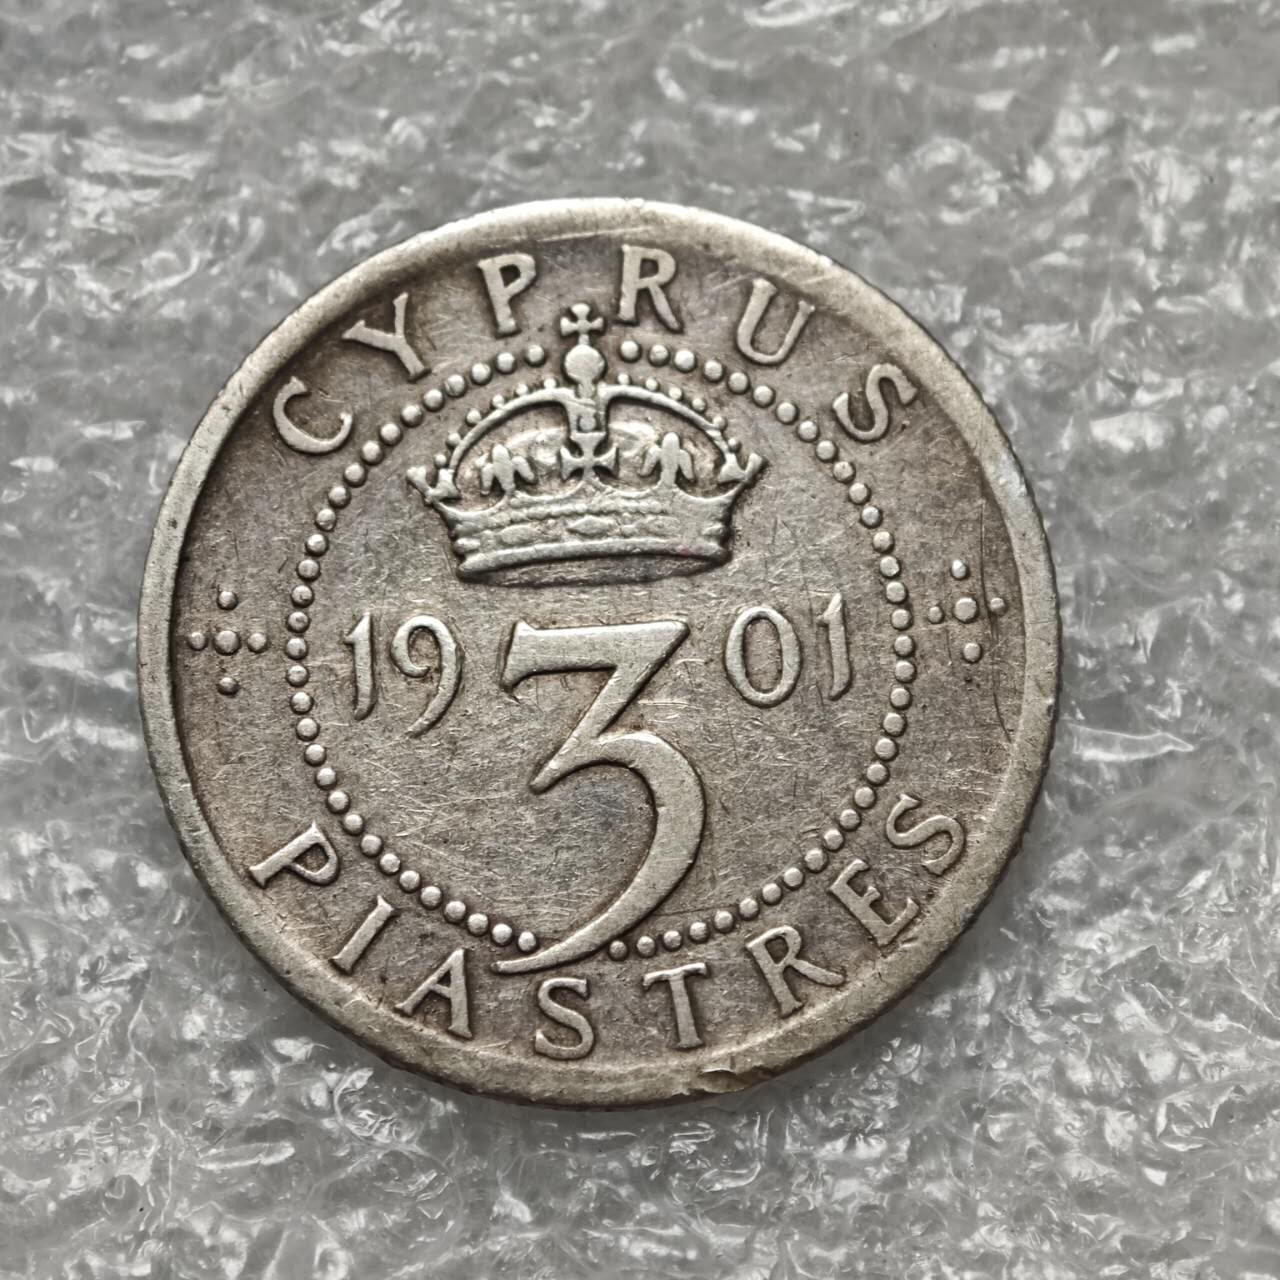 CYPRUS
19 3 01
PIASTRES